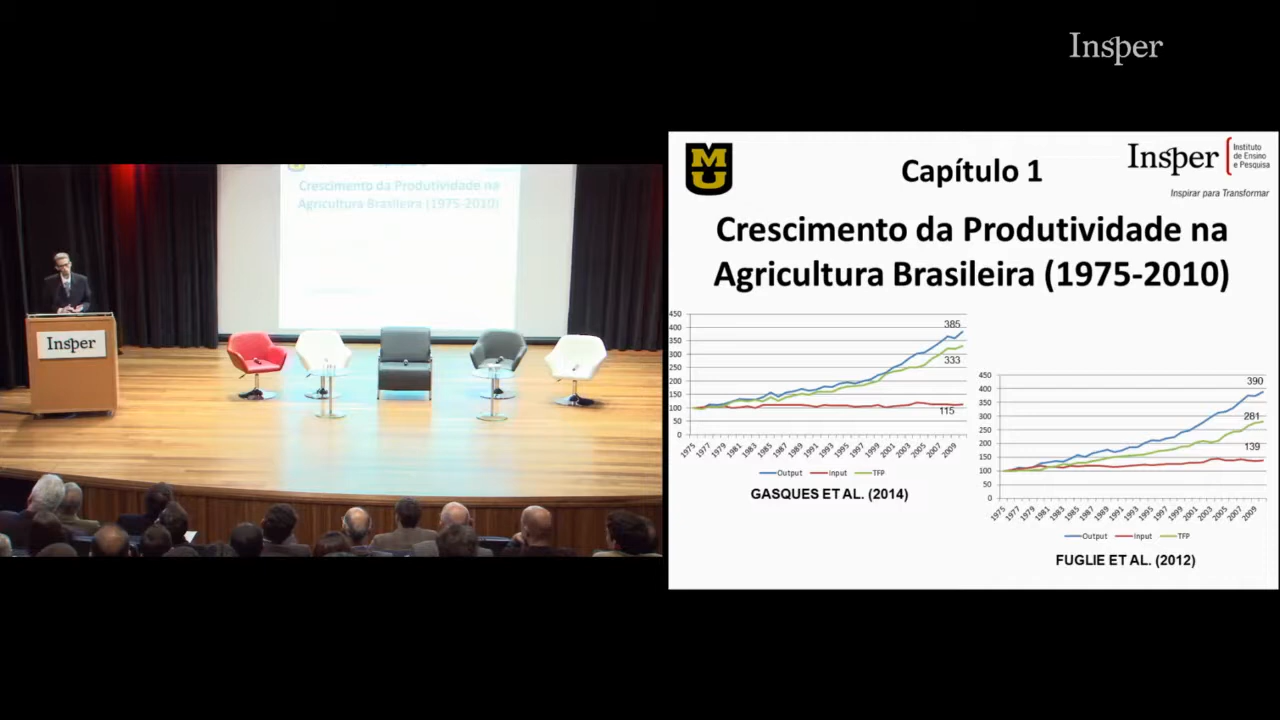 Insper
Crescimento da Produtividade na
Agricultura Brasileira (1975-2010)
Insper
MU
Capítulo 1
Insper
Instituto
de Ensino
e Pesquisa
Inspirar para Transformar
Crescimento da Produtividade na
Agricultura Brasileira (1975-2010)
450
400
350
300
250
200
150
100
50
0
385
333
115
1975 1977 1979 1981 1983 1985 1987 1989 1991 1993 1995 1997 1999 2001 2003 2005 2007 2009
Output Input TFP
GASQUES ET AL. (2014)
450
400
350
300
250
200
150
100
50
0
390
281
139
1975 1977 1979 1981 1983 1985 1987 1989 1991 1993 1995 1997 1999 2001 2003 2005 2007 2009
Output Input TFP
FUGLIE ET AL. (2012)